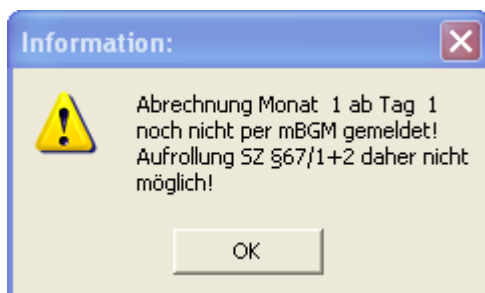 Information:
Abrechnung Monat 1 ab Tag 1
noch nicht per mBGM gemeldet!
Aufrollung SZ §67/1+2 daher nicht
möglich!
OK